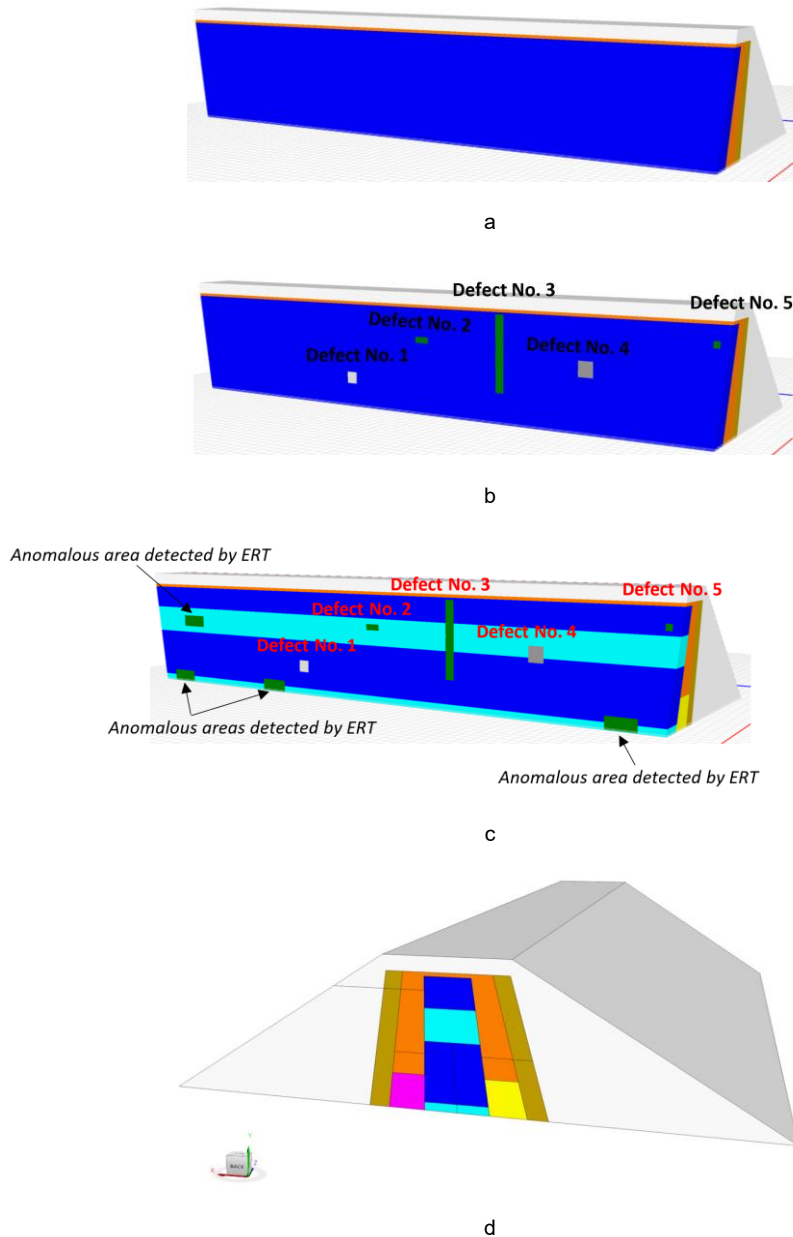 a
Defect No. 3
Defect No. 5
Defect No. 2
Defect No. 4
Defect No. 1
b
Anomalous area detected by ERT
Defect No. 3
Defect No. 5
Defect No. 2
Defect No. 4
Defect No. 1
Anomalous areas detected by ERT
Anomalous area detected by ERT
c
Y
X
Z
BACK
d